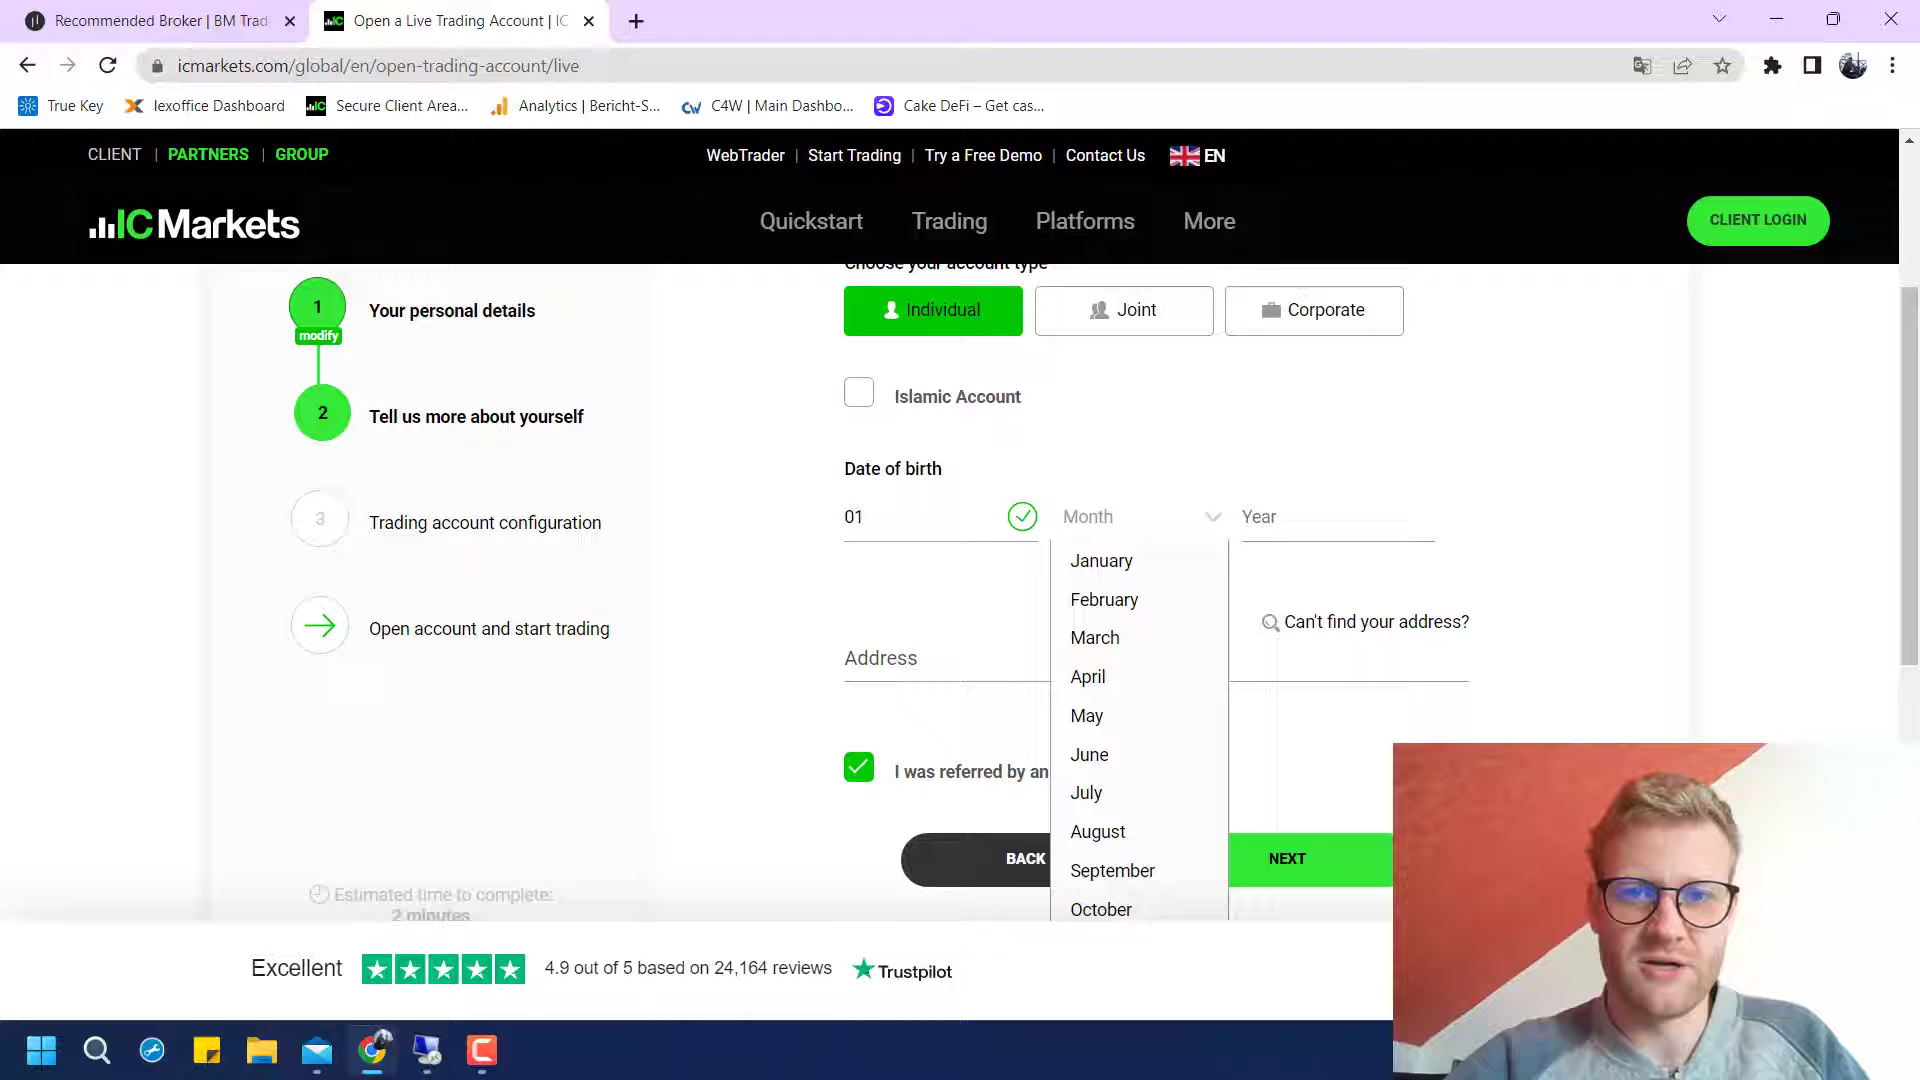 Recommended Broker | BM Trad
Open a Live Trading Account | IC
icmarkets.com/global/en/open-trading-account/live
True Key
lexoffice Dashboard
Secure Client Area...
Analytics | Bericht-S...
C4W | Main Dashbo...
Cake DeFi – Get cas...
CLIENT | PARTNERS | GROUP
WebTrader | Start Trading | Try a Free Demo | Contact Us
EN
IC Markets
Quickstart
Trading
Platforms
More
CLIENT LOGIN
1
modify
Your personal details
2
Tell us more about yourself
3
Trading account configuration
Open account and start trading
Estimated time to complete:
2 minutes
Choose your account type
Individual
Joint
Corporate
Islamic Account
Date of birth
01
Month
Year
January
February
March
April
May
June
July
August
September
October
Can't find your address?
Address
I was referred by an
BACK
NEXT
Excellent
4.9 out of 5 based on 24,164 reviews
Trustpilot